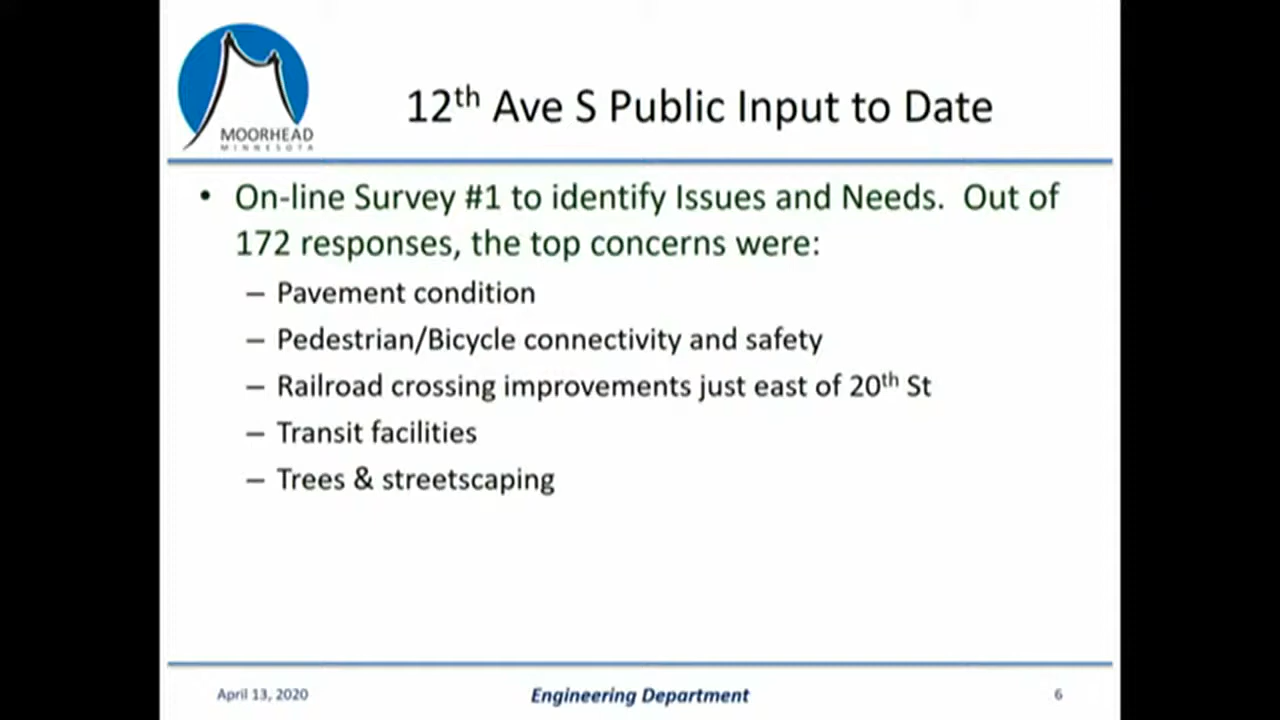 MOORHEAD
MINNESOTA
12th Ave S Public Input to Date
• On-line Survey #1 to identify Issues and Needs. Out of
172 responses, the top concerns were:
– Pavement condition
– Pedestrian/Bicycle connectivity and safety
– Railroad crossing improvements just east of 20th St
– Transit facilities
– Trees & streetscaping
April 13, 2020 Engineering Department 6